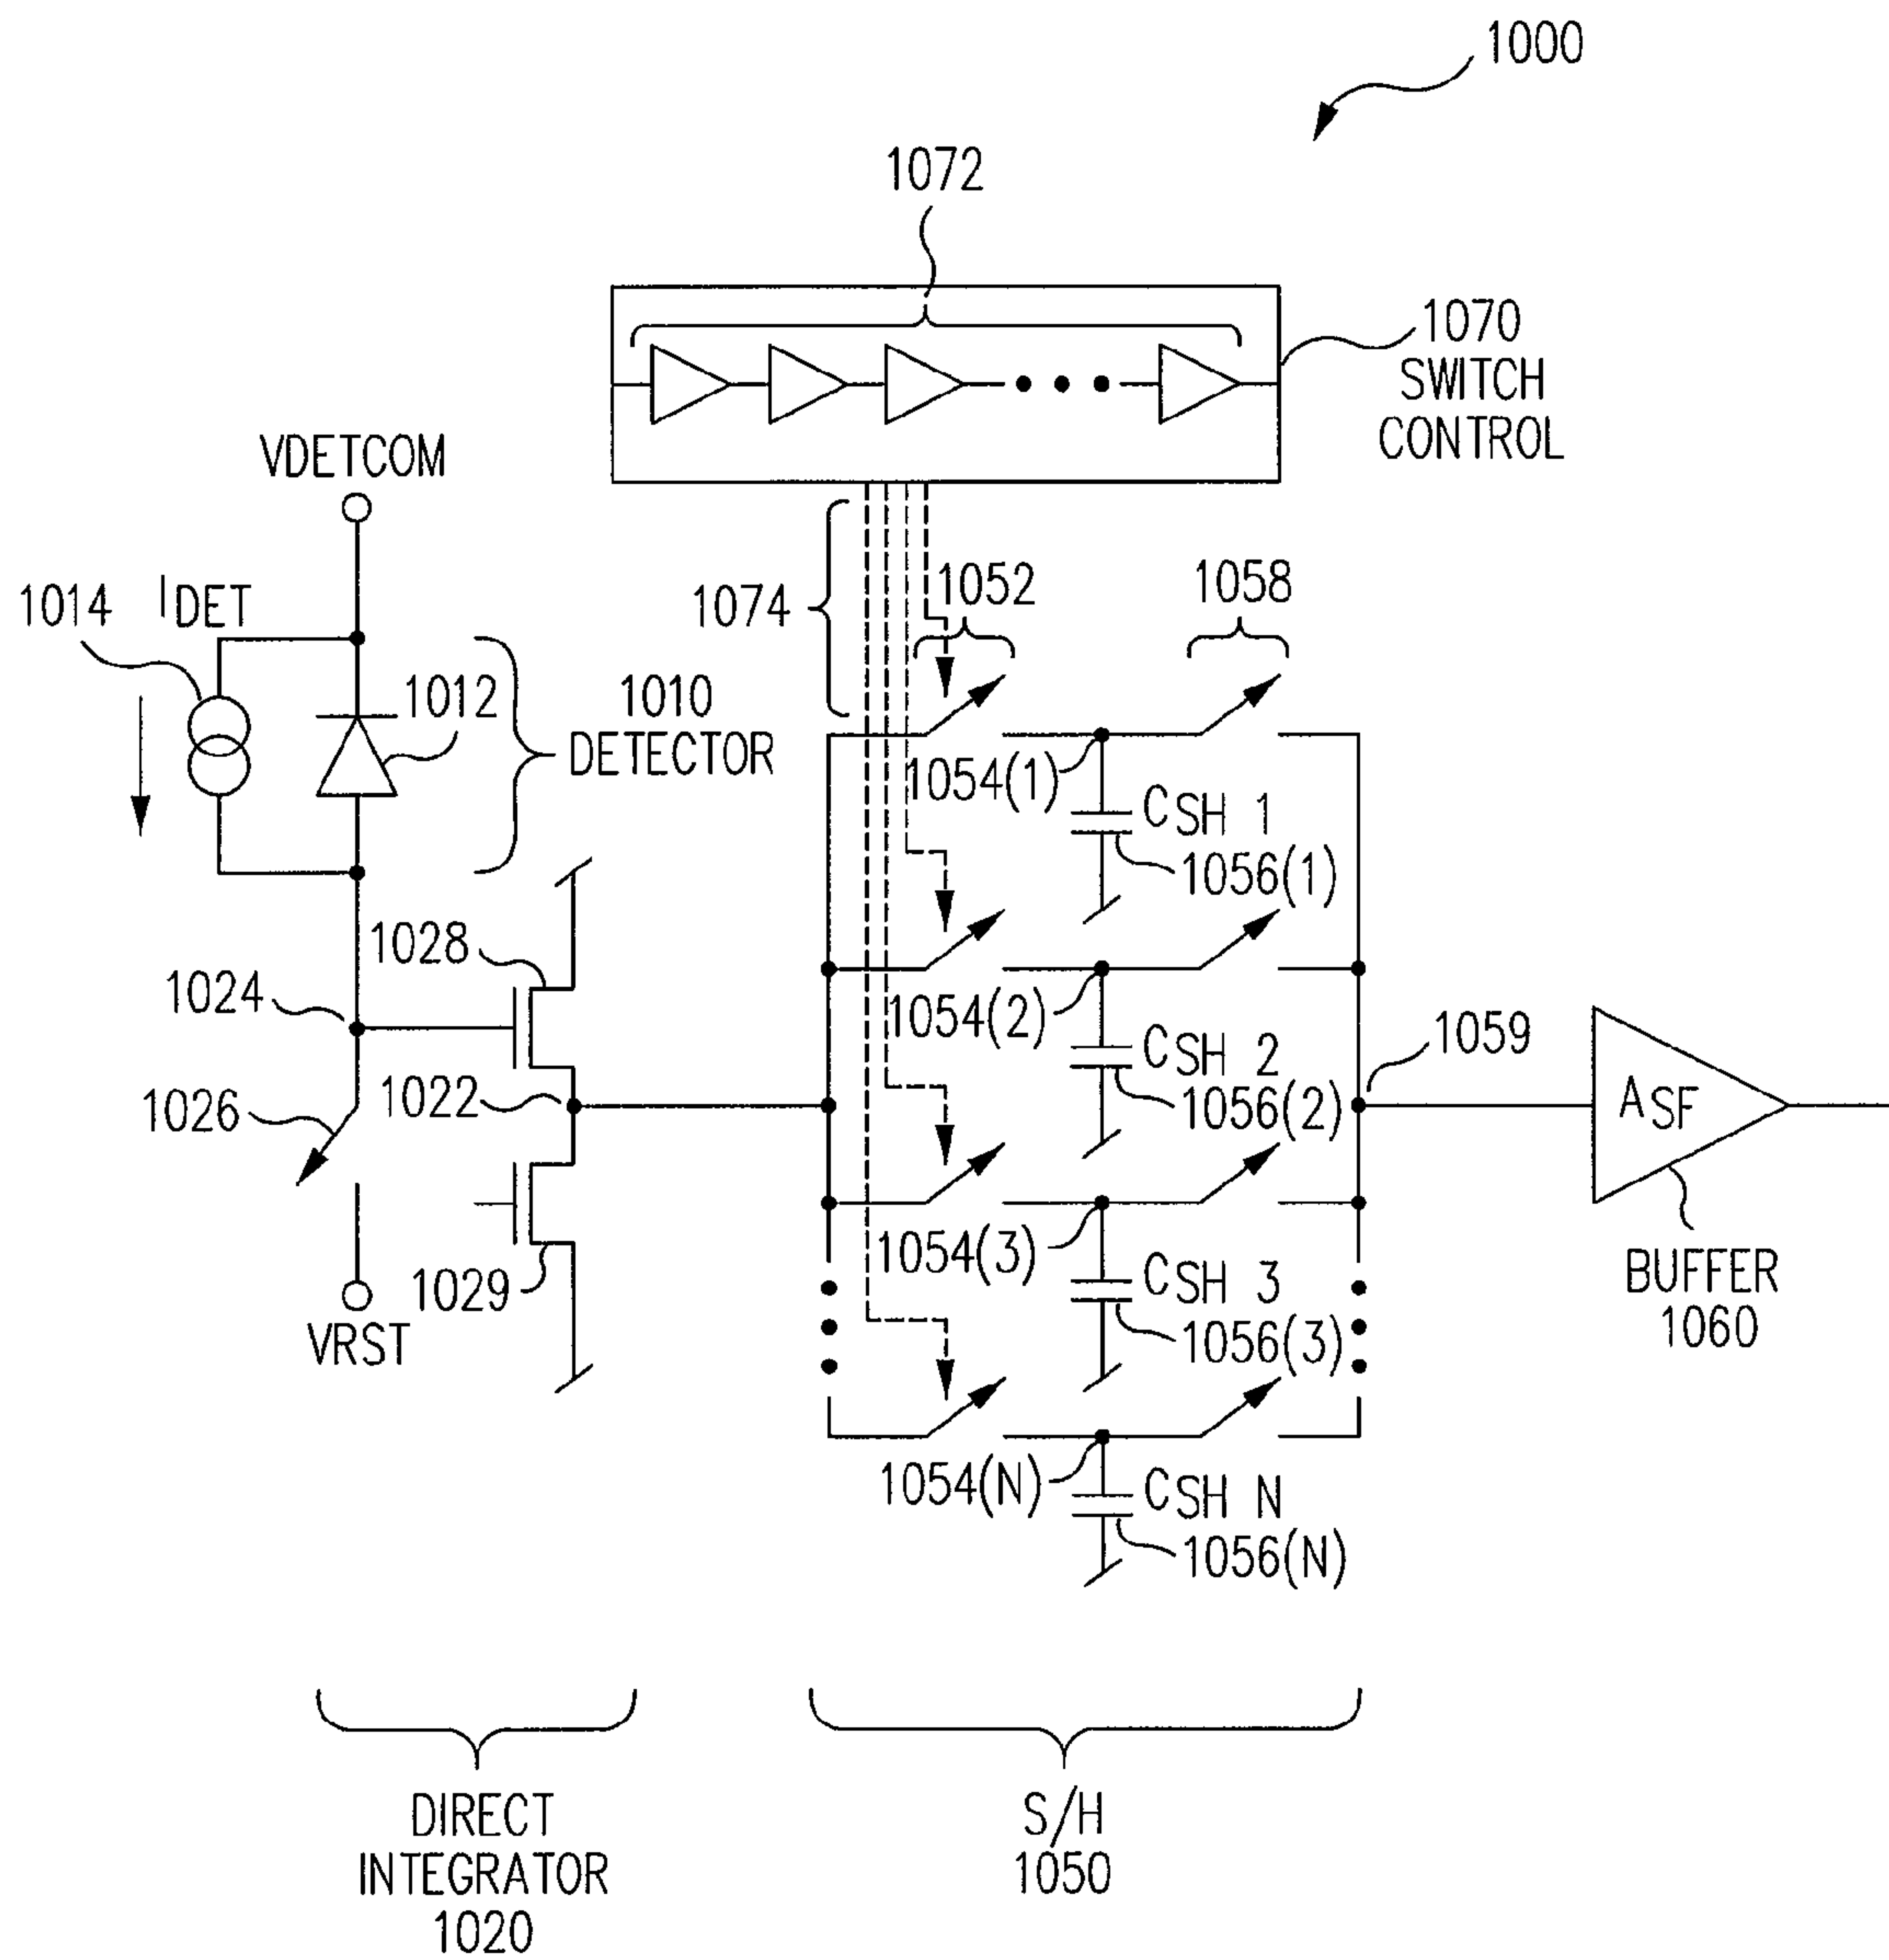 1000
1072
1070
SWITCH
CONTROL
VDETCOM
1014
IDET
1074
1052
1058
1012
1010
DETECTOR
1054(1)
CSH 1
1056(1)
1028
1024
1054(2)
CSH 2
1056(2)
1059
1022
1026
ASF
1054(3)
CSH 3
1056(3)
1029
VRST
BUFFER
1060
1054(N)
CSH N
1056(N)
DIRECT
INTEGRATOR
1020
S/H
1050